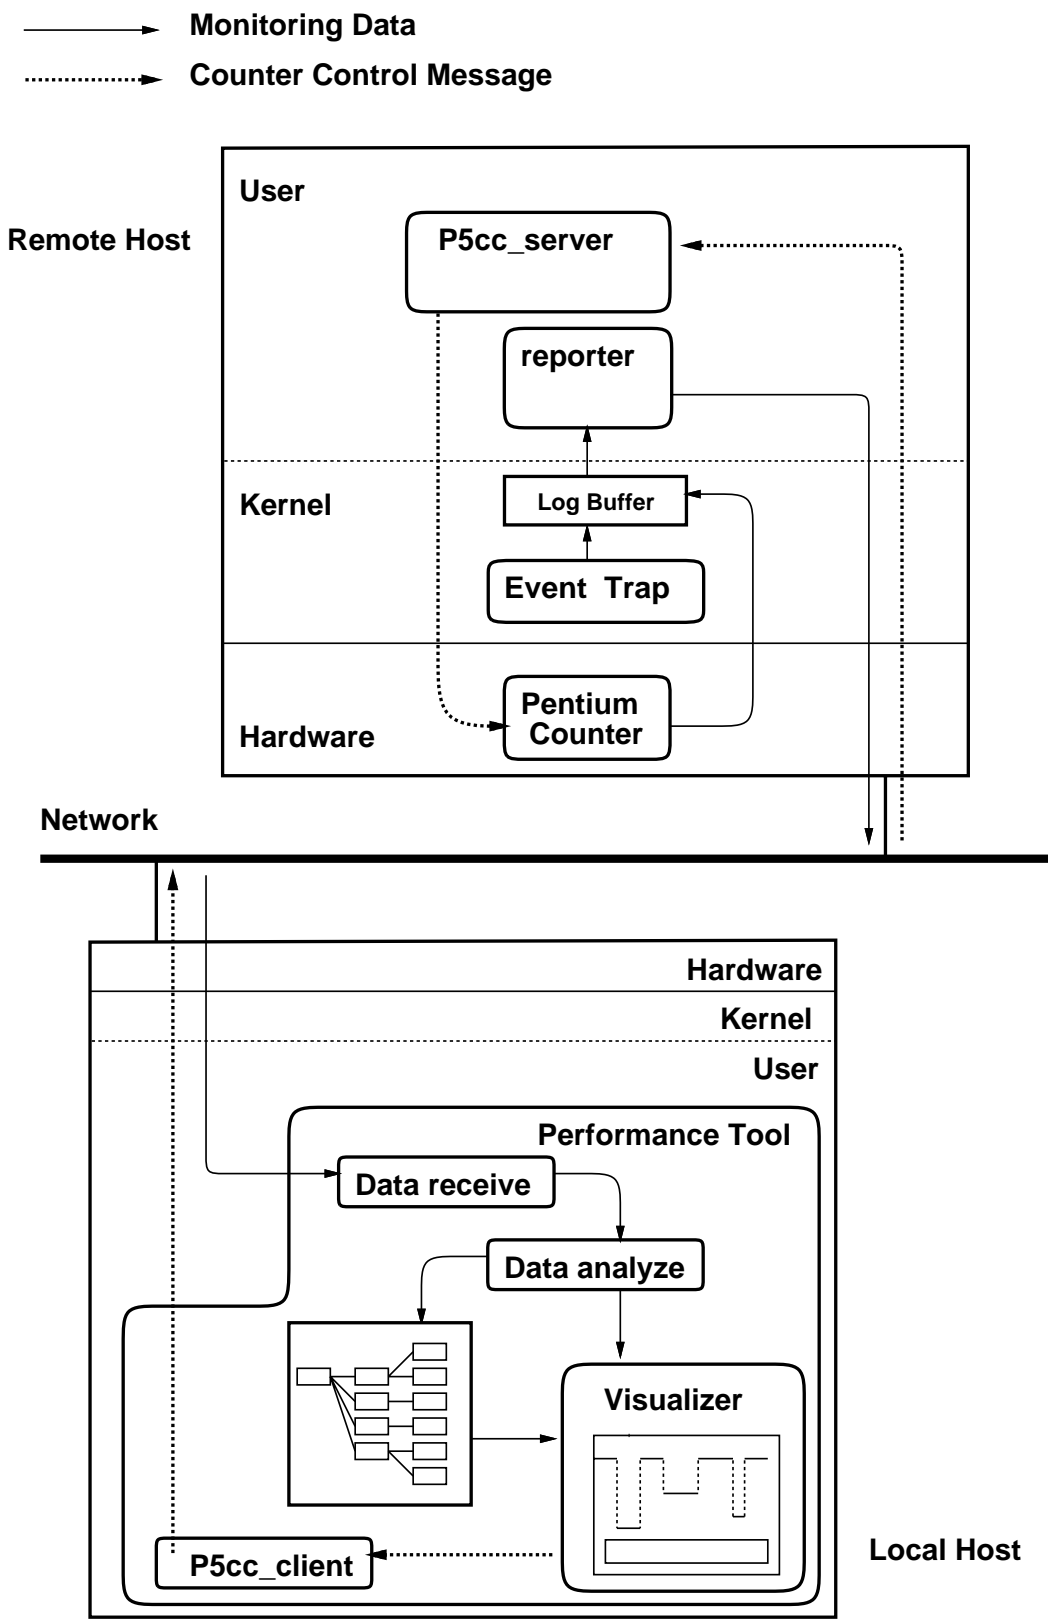 Monitoring Data
Counter Control Message
User
Remote Host
P5cc_server
reporter
Kernel
Log Buffer
Event Trap
Pentium
Counter
Hardware
Network
Hardware
Kernel
User
Performance Tool
Data receive
Data analyze
Visualizer
P5cc_client
Local Host